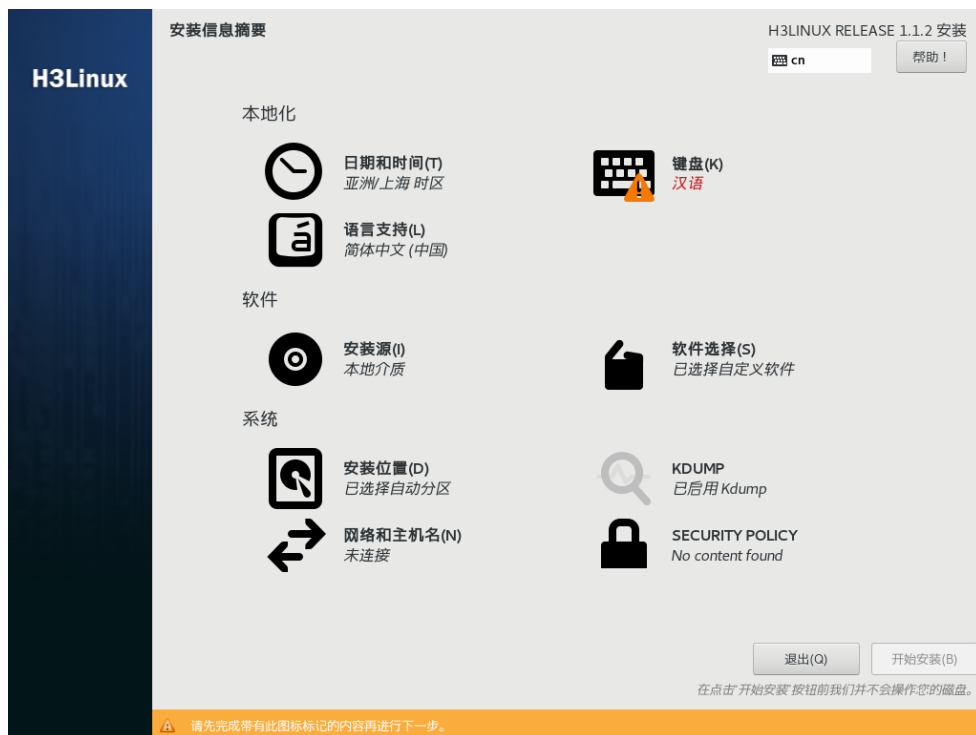 安装信息摘要
H3LINUX RELEASE 1.1.2 安装
cn
帮助！
H3Linux
本地化
日期和时间(T)
亚洲/上海 时区
键盘(K)
汉语
语言支持(L)
简体中文 (中国)
软件
安装源(I)
本地介质
软件选择(S)
已选择自定义软件
系统
安装位置(D)
已选择自动分区
KDUMP
已启用 Kdump
网络和主机名(N)
未连接
SECURITY POLICY
No content found
退出(Q)
开始安装(B)
在点击'开始安装'按钮前我们并不会操作您的磁盘。
请先完成带有此图标标记的内容再进行下一步。